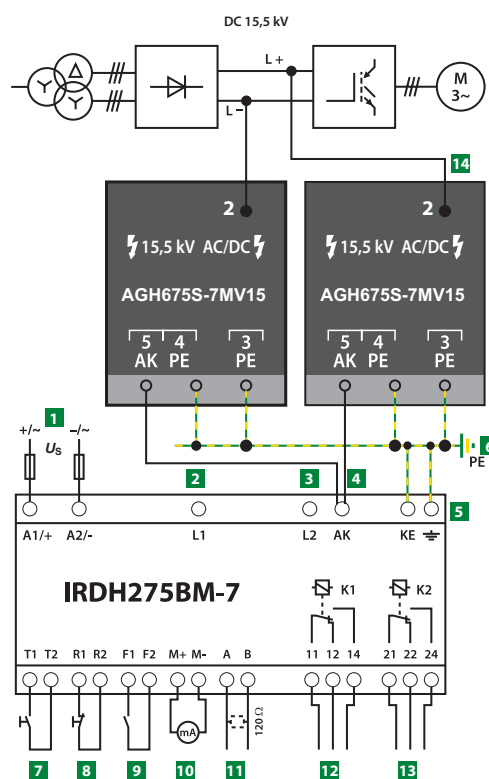 DC 15,5 kV
L+
L–
M
3~
14
2
2
15,5 kV AC/DC
15,5 kV AC/DC
AGH675S-7MV15
AGH675S-7MV15
5 4 3
AK PE PE
5 4 3
AK PE PE
+/~ 1 –/~
Us
2 3 4
6
PE
5
A1/+ A2/- L1 L2 AK KE
IRDH275BM-7
K1 K2
T1 T2 R1 R2 F1 F2 M+ M- A B 11 12 14 21 22 24
mA
120 Ω
7 8 9 10 11 12 13